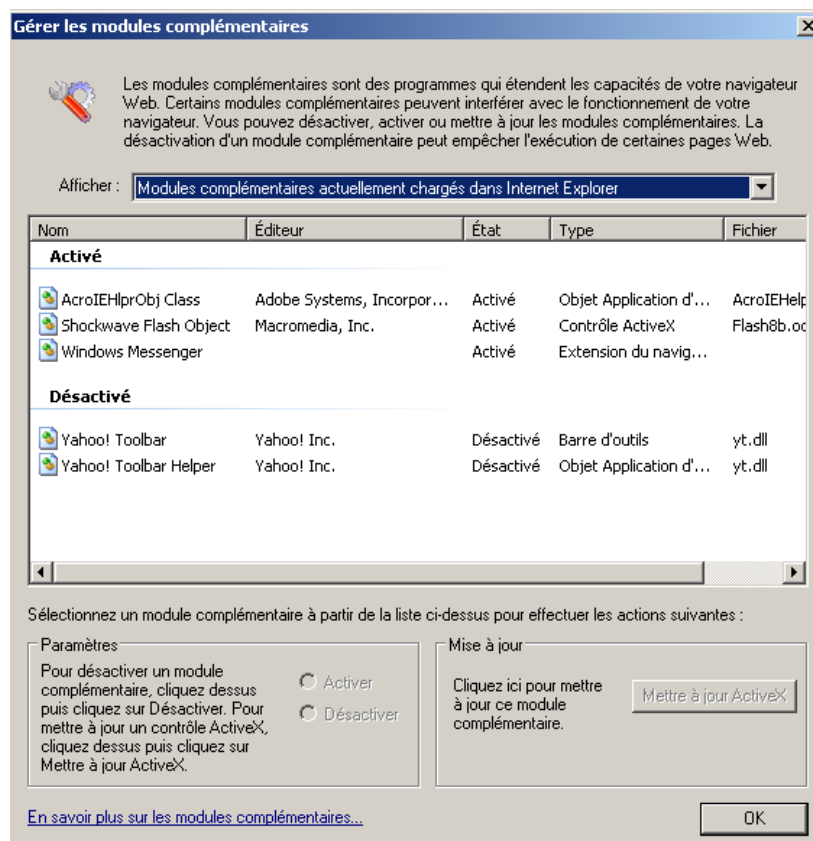 Gérer les modules complémentaires
Les modules complémentaires sont des programmes qui étendent les capacités de votre navigateur
Web. Certains modules complémentaires peuvent interférer avec le fonctionnement de votre
navigateur. Vous pouvez désactiver, activer ou mettre à jour les modules complémentaires. La
désactivation d'un module complémentaire peut empêcher l'exécution de certaines pages Web.
Afficher : Modules complémentaires actuellement chargés dans Internet Explorer
Nom Éditeur État Type Fichier
Activé
AcroIEHlprObj Class Adobe Systems, Incorpor... Activé Objet Application d'... AcroIEHelp
Shockwave Flash Object Macromedia, Inc. Activé Contrôle ActiveX Flash8b.oc
Windows Messenger Activé Extension du navig...
Désactivé
Yahoo! Toolbar Yahoo! Inc. Désactivé Barre d'outils yt.dll
Yahoo! Toolbar Helper Yahoo! Inc. Désactivé Objet Application d'... yt.dll
Sélectionnez un module complémentaire à partir de la liste ci-dessus pour effectuer les actions suivantes :
Paramètres
Pour désactiver un module
complémentaire, cliquez dessus
puis cliquez sur Désactiver. Pour
mettre à jour un contrôle ActiveX,
cliquez dessus puis cliquez sur
Mettre à jour ActiveX.
Activer
Désactiver
Mise à jour
Cliquez ici pour mettre
à jour ce module
complémentaire.
Mettre à jour ActiveX
En savoir plus sur les modules complémentaires...
OK